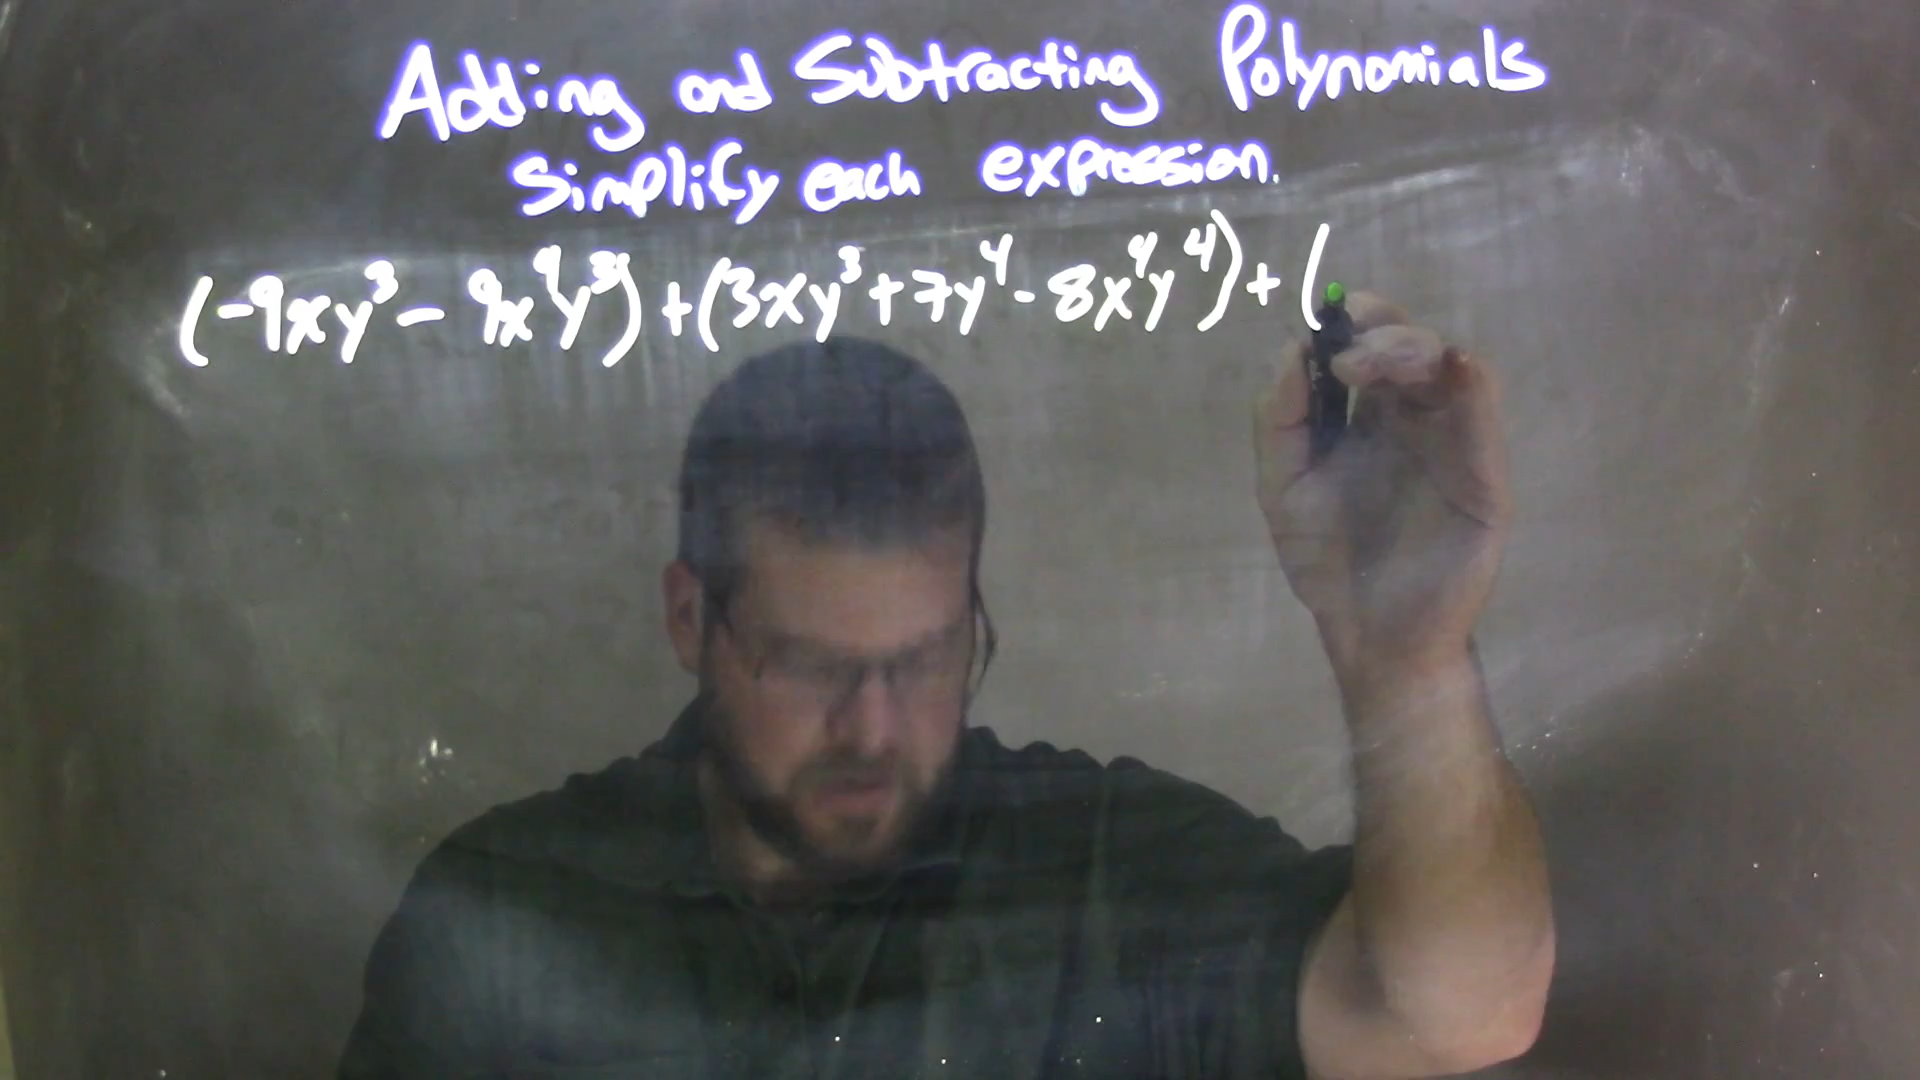 Adding and Subtracting Polynomials
Simplify each expression.
(-9xy³ - 9x⁴y³) + (3xy³ + 7y⁴ - 8x⁴y⁴) + (